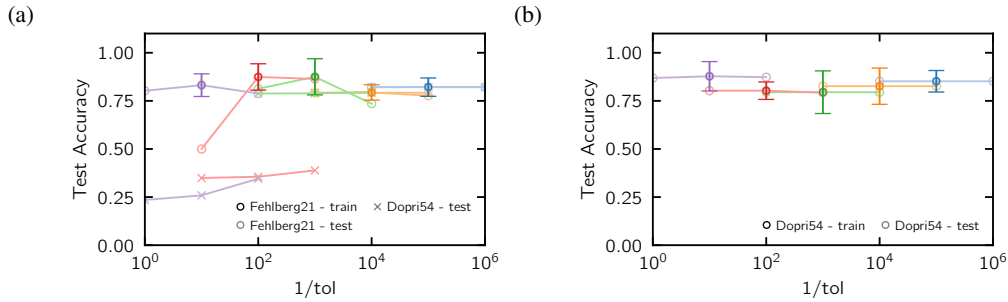 (a)
1.00
0.75
0.50
0.25
0.00
Test Accuracy
Fehlberg21 - train
Dopri54 - test
Fehlberg21 - test
10^0
10^2
10^4
10^6
1/tol
(b)
1.00
0.75
0.50
0.25
0.00
Test Accuracy
Dopri54 - train
Dopri54 - test
10^0
10^2
10^4
10^6
1/tol